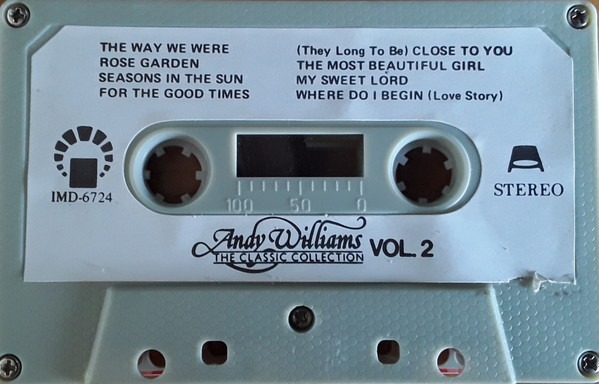 THE WAY WE WERE
ROSE GARDEN
SEASONS IN THE SUN
FOR THE GOOD TIMES
(They Long To Be) CLOSE TO YOU
THE MOST BEAUTIFUL GIRL
MY SWEET LORD
WHERE DO I BEGIN (Love Story)
IMD-6724
STEREO
100 50 0
Andy Williams
THE CLASSIC COLLECTION
VOL. 2